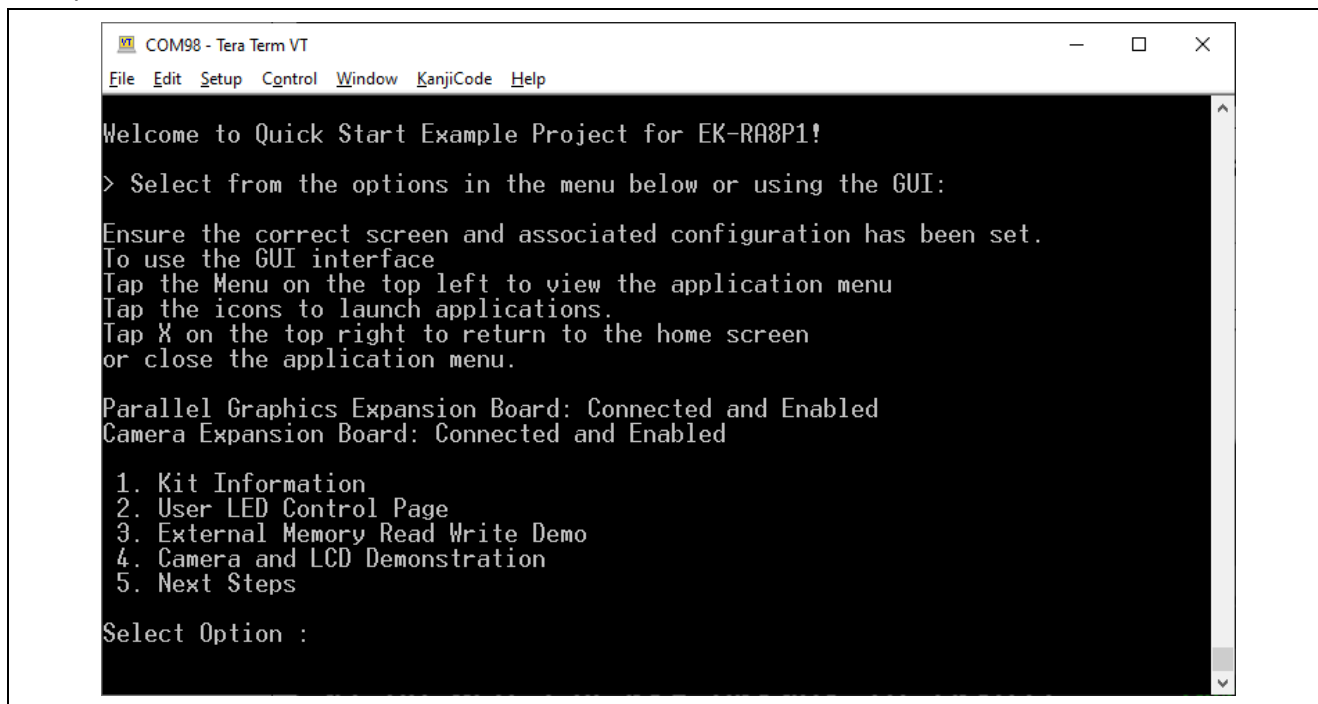 COM98 - Tera Term VT
File Edit Setup Control Window KanjiCode Help
Welcome to Quick Start Example Project for EK-RA8P1!
> Select from the options in the menu below or using the GUI:
Ensure the correct screen and associated configuration has been set.
To use the GUI interface
Tap the Menu on the top left to view the application menu
Tap the icons to launch applications.
Tap X on the top right to return to the home screen
or close the application menu.
Parallel Graphics Expansion Board: Connected and Enabled
Camera Expansion Board: Connected and Enabled
1. Kit Information
2. User LED Control Page
3. External Memory Read Write Demo
4. Camera and LCD Demonstration
5. Next Steps
Select Option :